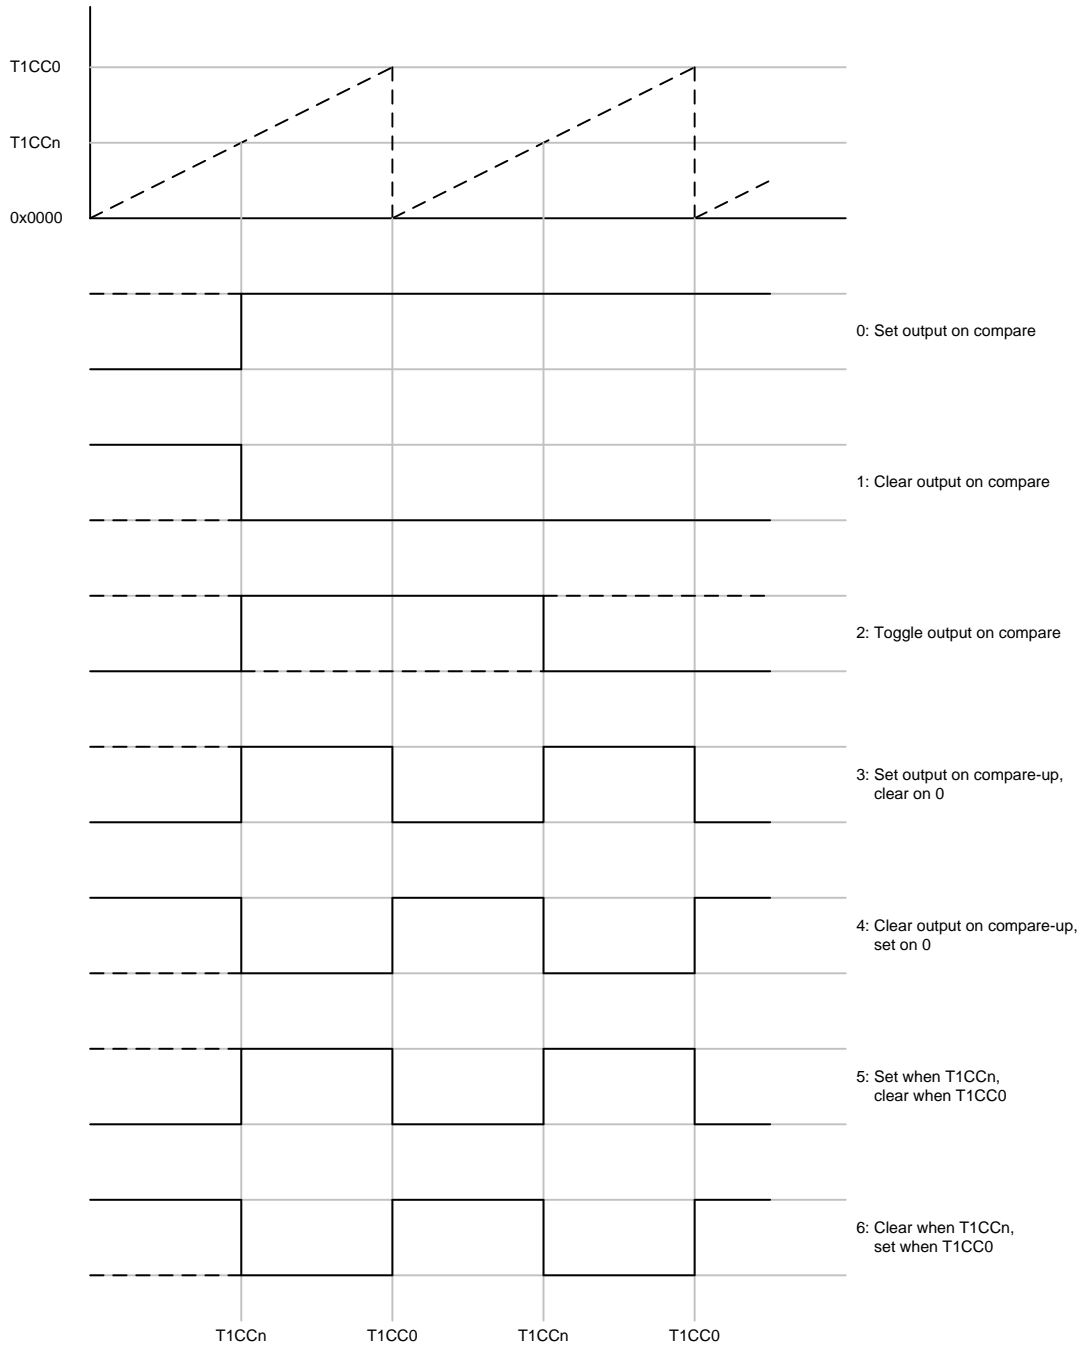 T1CC0
T1CCn
0x0000
0: Set output on compare
1: Clear output on compare
2: Toggle output on compare
3: Set output on compare-up,
clear on 0
4: Clear output on compare-up,
set on 0
5: Set when T1CCn,
clear when T1CC0
6: Clear when T1CCn,
set when T1CC0
T1CCn T1CC0 T1CCn T1CC0